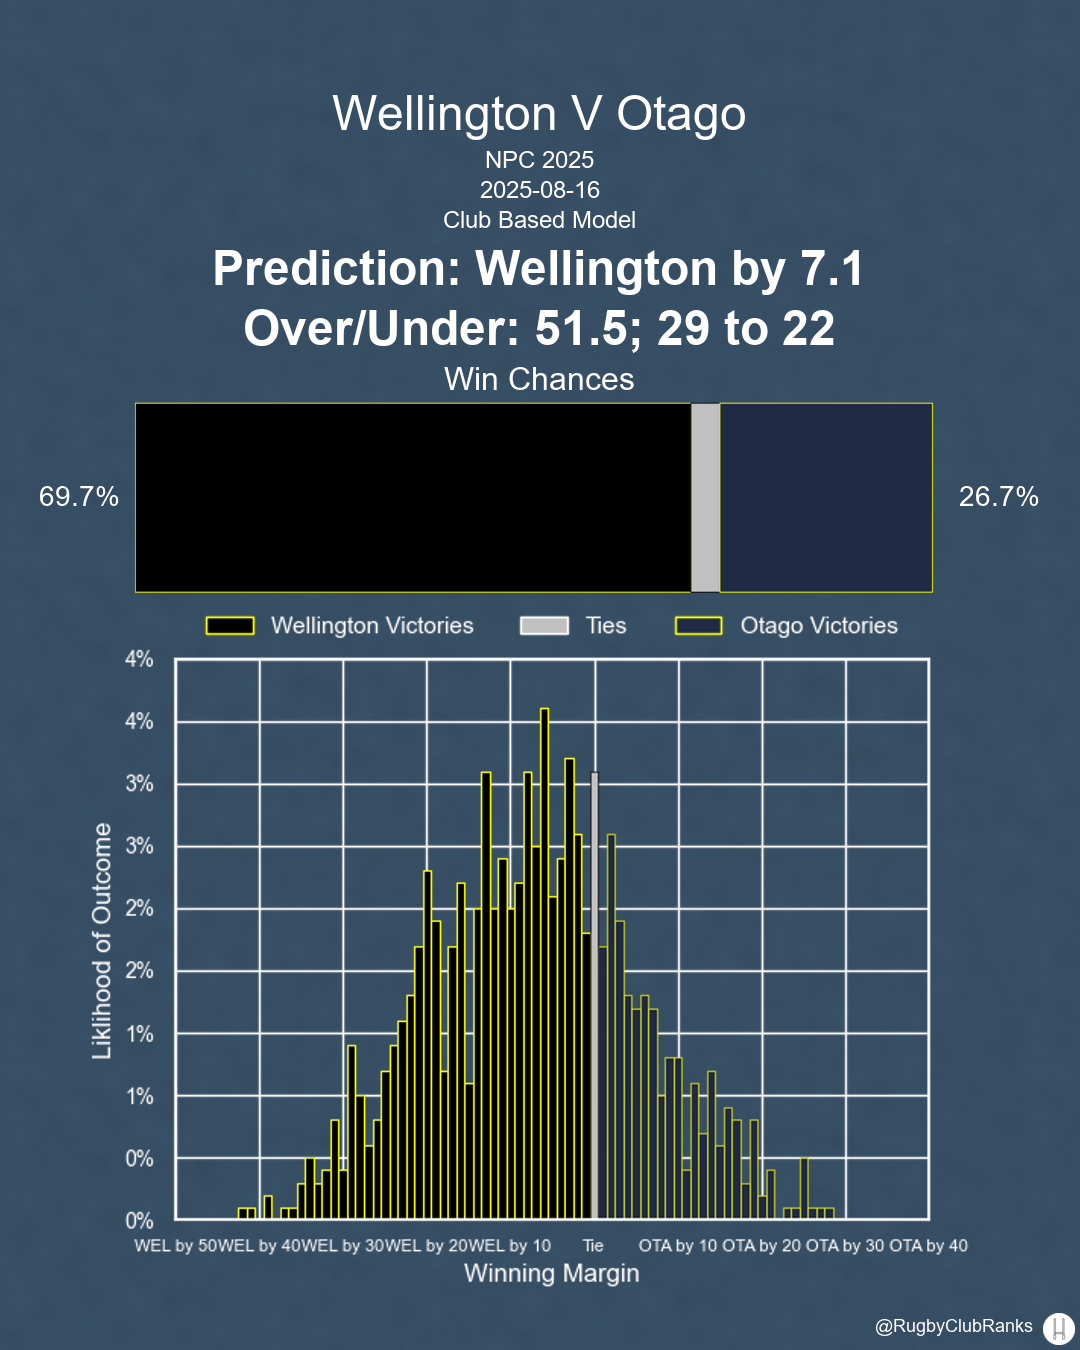 Wellington V Otago
NPC 2025
2025-08-16
Club Based Model
Prediction: Wellington by 7.1
Over/Under: 51.5; 29 to 22
Win Chances
69.7%
26.7%
Wellington Victories
Ties
Otago Victories
4%
4%
3%
3%
2%
2%
1%
1%
0%
0%
Liklihood of Outcome
WEL by 50 WEL by 40 WEL by 30 WEL by 20 WEL by 10 Tie OTA by 10 OTA by 20 OTA by 30 OTA by 40
Winning Margin
@RugbyClubRanks